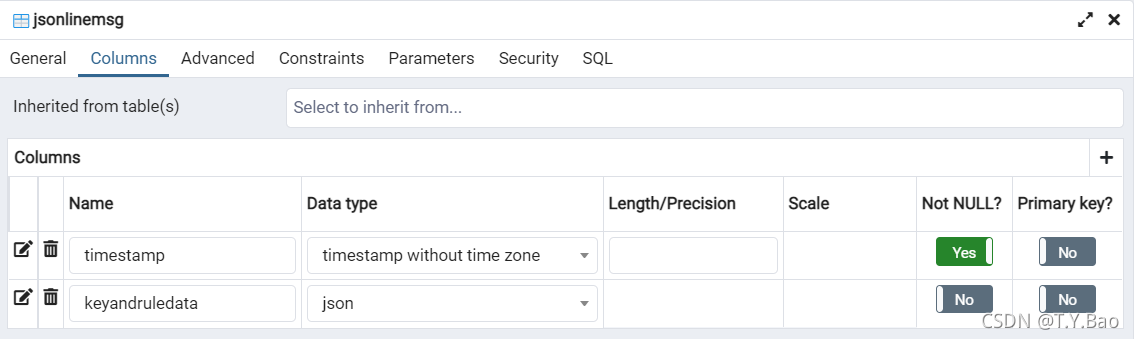 jsonlinemsg
General Columns Advanced Constraints Parameters Security SQL
Inherited from table(s) Select to inherit from...
Columns
Name Data type Length/Precision Scale Not NULL? Primary key?
timestamp timestamp without time zone Yes No
keyandruledata json No No
CSDN @T.Y.Bao